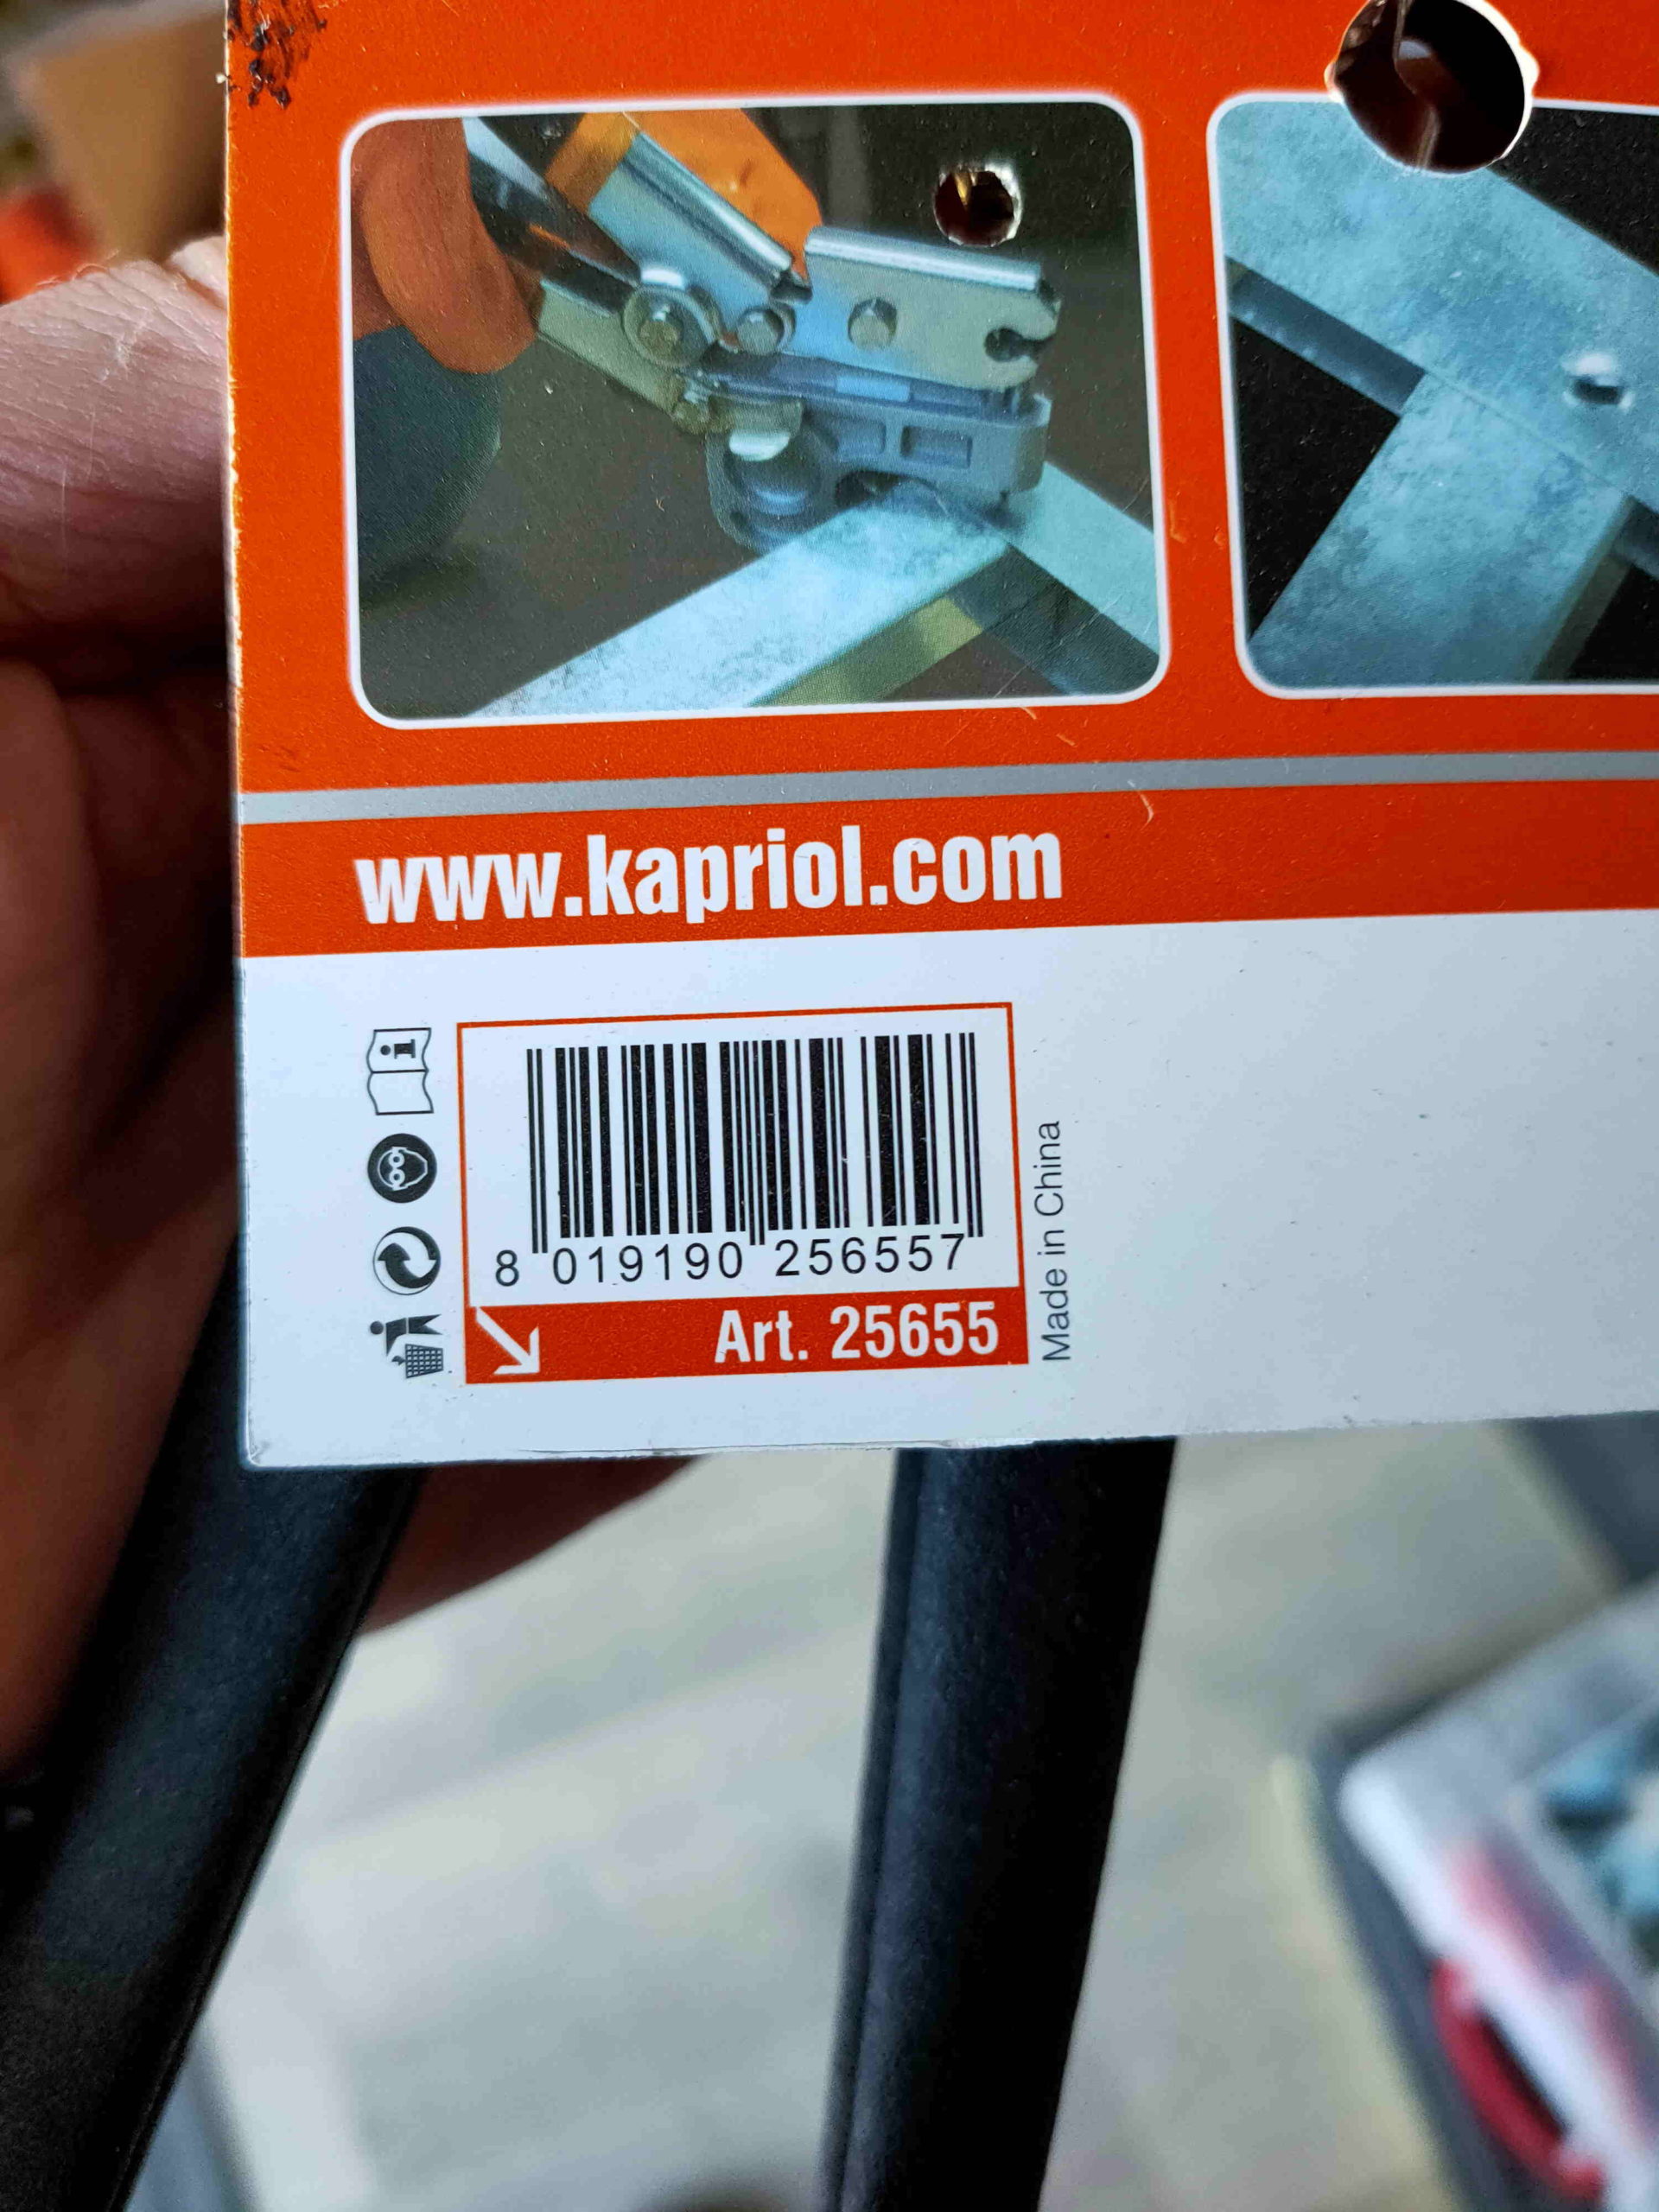 www.kapriol.com
8 019190 256557
Art. 25655
Made in China